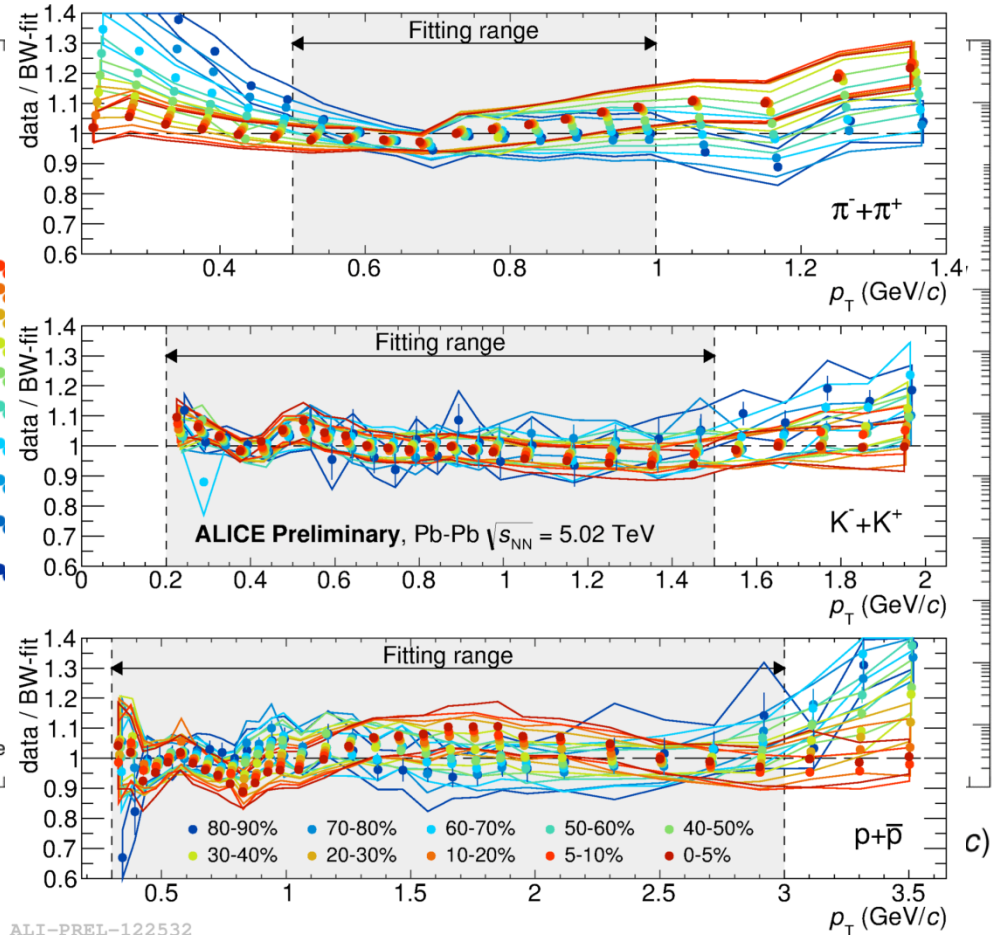 data / BW-fit
1.4
1.3
1.2
1.1
1
0.9
0.8
0.7
0.6
Fitting range
π⁻+π⁺
0.4 0.6 0.8 1 1.2 1.4
p_T (GeV/c)
data / BW-fit
1.4
1.3
1.2
1.1
1
0.9
0.8
0.7
0.6
Fitting range
ALICE Preliminary, Pb-Pb √s_NN = 5.02 TeV
K⁻+K⁺
0 0.2 0.4 0.6 0.8 1 1.2 1.4 1.6 1.8 2
p_T (GeV/c)
data / BW-fit
1.4
1.3
1.2
1.1
1
0.9
0.8
0.7
0.6
Fitting range
80-90% 70-80% 60-70% 50-60% 40-50%
30-40% 20-30% 10-20% 5-10% 0-5%
p+p̅
0.5 1 1.5 2 2.5 3 3.5
p_T (GeV/c)
e
c)
ALI-PREL-122532